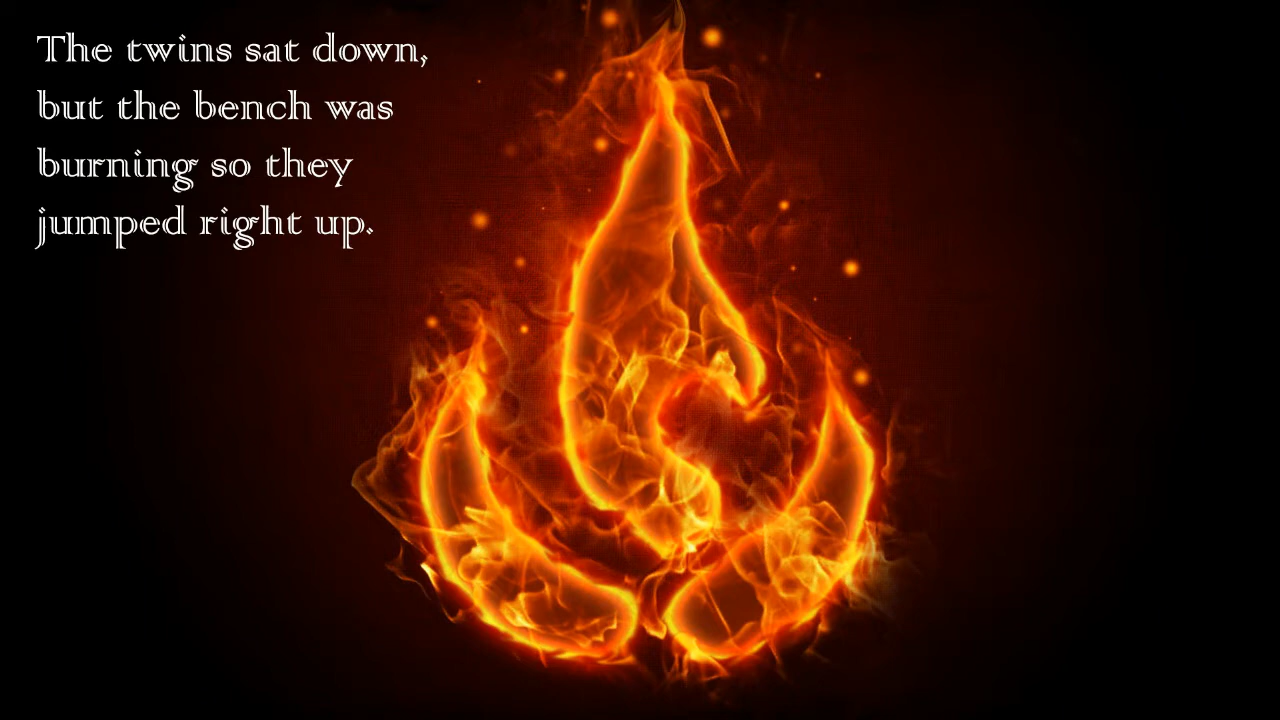 The twins sat down,
but the bench was
burning so they
jumped right up.